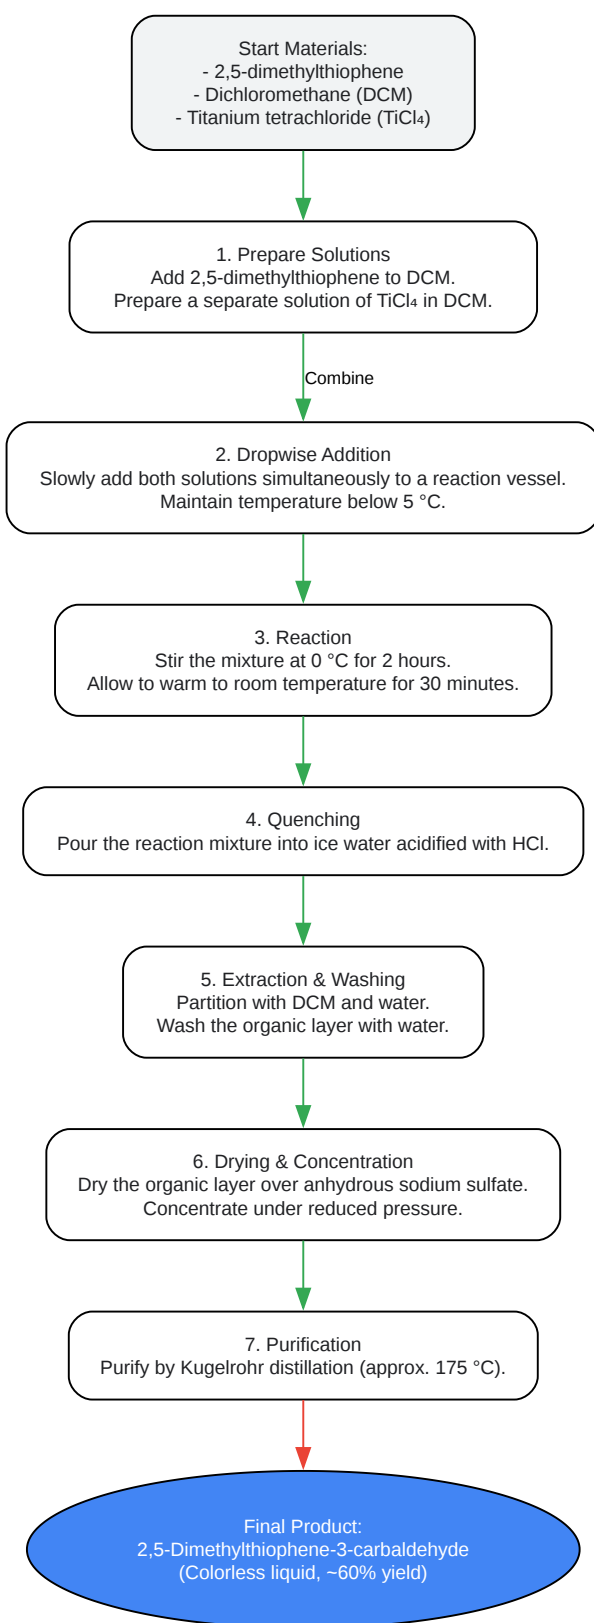 Start Materials:
- 2,5-dimethylthiophene
- Dichloromethane (DCM)
- Titanium tetrachloride (TiCl₄)
1. Prepare Solutions
Add 2,5-dimethylthiophene to DCM.
Prepare a separate solution of TiCl₄ in DCM.
Combine
2. Dropwise Addition
Slowly add both solutions simultaneously to a reaction vessel.
Maintain temperature below 5 °C.
3. Reaction
Stir the mixture at 0 °C for 2 hours.
Allow to warm to room temperature for 30 minutes.
4. Quenching
Pour the reaction mixture into ice water acidified with HCl.
5. Extraction & Washing
Partition with DCM and water.
Wash the organic layer with water.
6. Drying & Concentration
Dry the organic layer over anhydrous sodium sulfate.
Concentrate under reduced pressure.
7. Purification
Purify by Kugelrohr distillation (approx. 175 °C).
Final Product:
2,5-Dimethylthiophene-3-carbaldehyde
(Colorless liquid, ~60% yield)